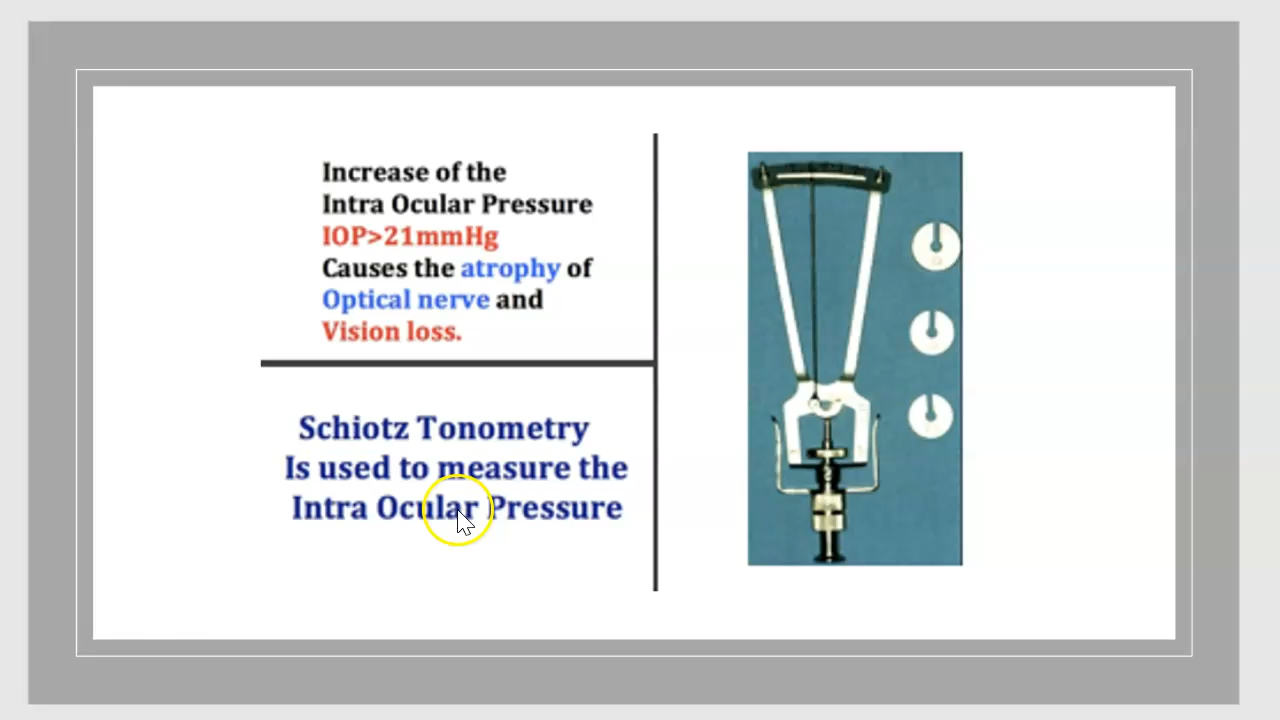 Increase of the
Intra Ocular Pressure
IOP>21mmHg
Causes the atrophy of
Optical nerve and
Vision loss.
Schiotz Tonometry
Is used to measure the
Intra Ocular Pressure